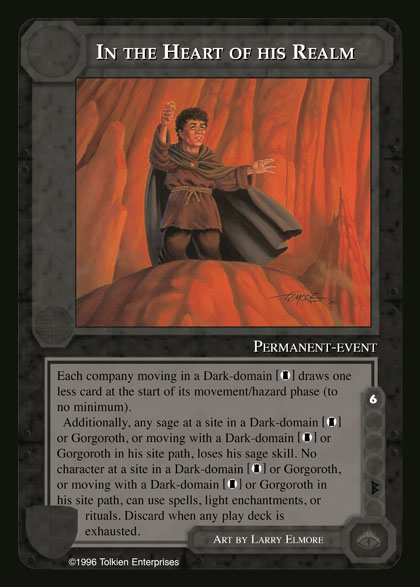 In the Heart of his Realm
TEMORE
Permanent-event
Each company moving in a Dark-domain [] draws one
less card at the start of its movement/hazard phase (to
no minimum).
Additionally, any sage at a site in a Dark-domain []
or Gorgoroth, or moving with a Dark-domain [] or
Gorgoroth in his site path, loses his sage skill. No
character at a site in a Dark-domain [] or Gorgoroth,
or moving with a Dark-domain [] or Gorgoroth in
his site path, can use spells, light enchantments, or
rituals. Discard when any play deck is
exhausted.
6
Art by Larry Elmore
©1996 Tolkien Enterprises